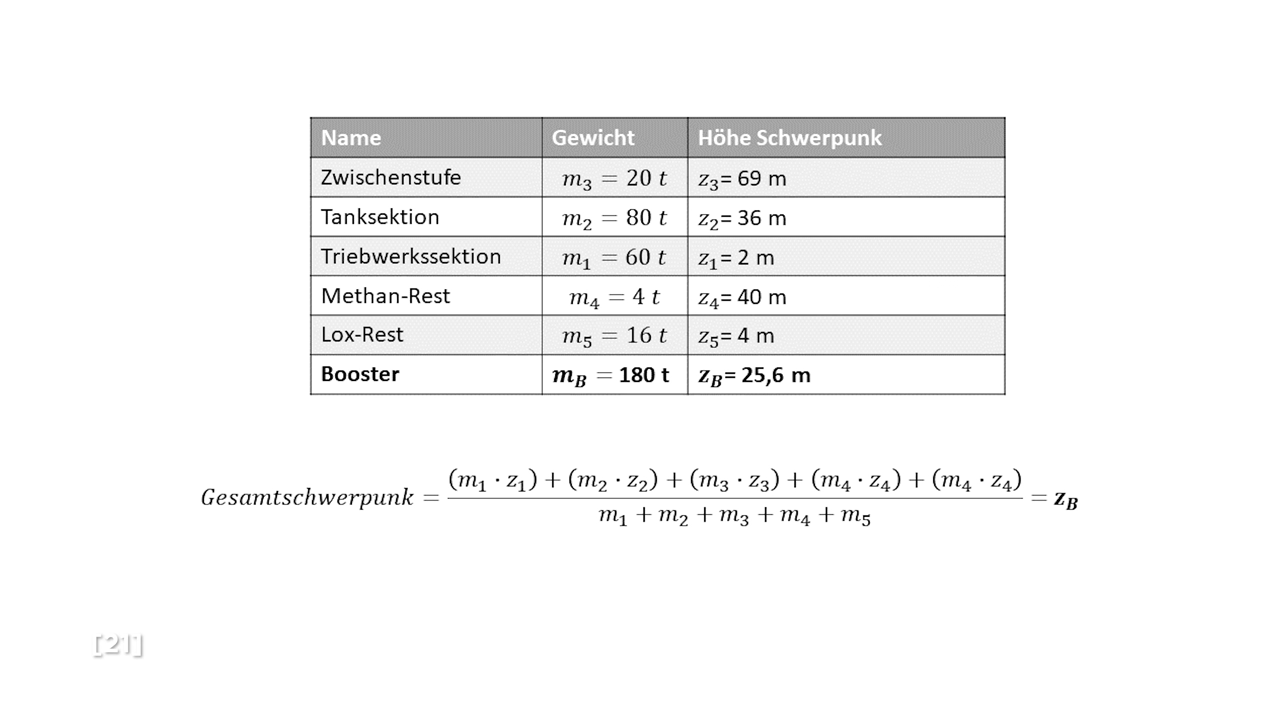 Name Gewicht Höhe Schwerpunk
Zwischenstufe m₃ = 20 t z₃= 69 m
Tanksektion m₂ = 80 t z₂= 36 m
Triebwerkssektion m₁ = 60 t z₁= 2 m
Methan-Rest m₄ = 4 t z₄= 40 m
Lox-Rest m₅ = 16 t z₅= 4 m
Booster m_B = 180 t z_B= 25,6 m
Gesamtschwerpunk = (m₁ · z₁) + (m₂ · z₂) + (m₃ · z₃) + (m₄ · z₄) + (m₄ · z₄) / m₁ + m₂ + m₃ + m₄ + m₅ = z_B
[21]